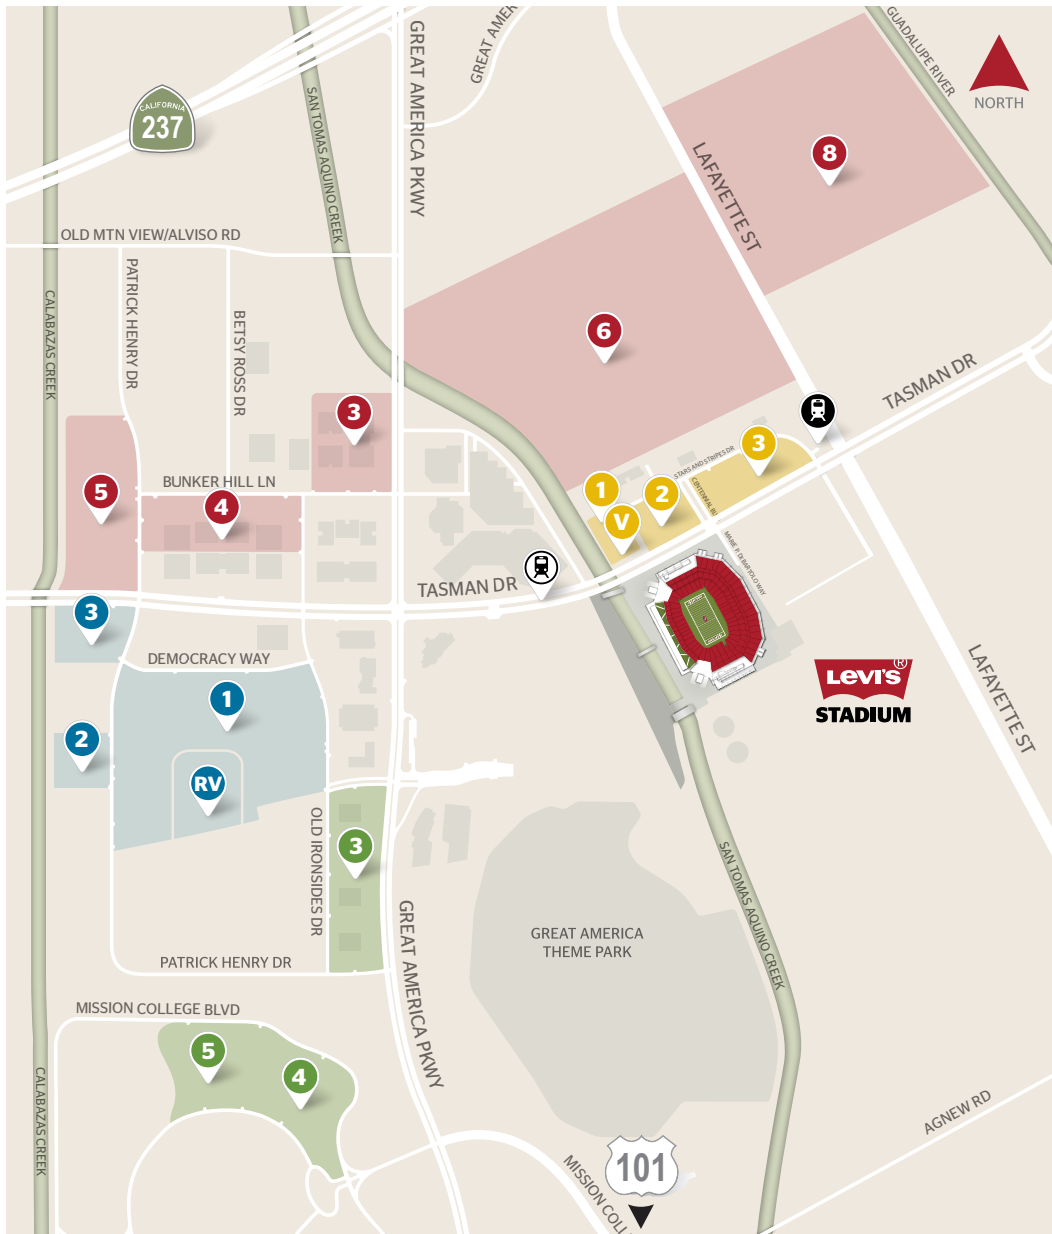 GREAT AMERICA PKWY
GREAT AMER
GUADALUPE RIVER
NORTH
CALIFORNIA
237
SAN TOMAS AQUINO CREEK
LAFAYETTE ST
8
OLD MTN VIEW/ALVISO RD
PATRICK HENRY DR
CALABAZAS CREEK
BETSY ROSS DR
6
TASMAN DR
3
3
STARS AND STRIPES DR
5
BUNKER HILL LN
4
1
2
CENTENNIAL BLVD
V
MARIE P. DEBARTOLO WAY
TASMAN DR
3
DEMOCRACY WAY
LEVI'S®
STADIUM
LAFAYETTE ST
1
2
RV
OLD IRONSIDES DR
3
SAN TOMAS AQUINO CREEK
GREAT AMERICA PKWY
GREAT AMERICA
THEME PARK
PATRICK HENRY DR
MISSION COLLEGE BLVD
5
4
CALABAZAS CREEK
AGNEW RD
MISSION COLL
101